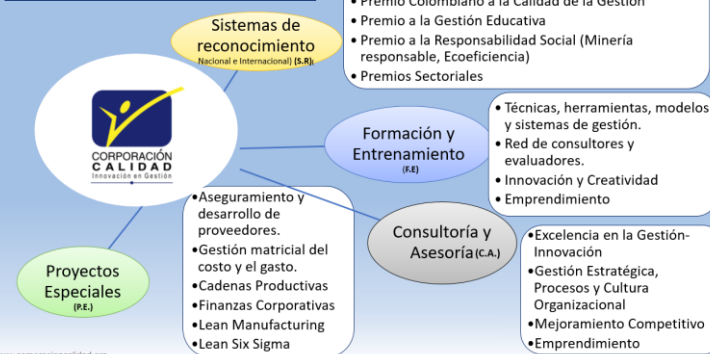 • Premio Colombiano a la Calidad de la Gestión
• Premio a la Gestión Educativa
• Premio a la Responsabilidad Social (Minería
responsable, Ecoeficiencia)
• Premios Sectoriales
Sistemas de
reconocimiento
Nacional e Internacional) (S.R);
CORPORACIÓN
CALIDAD
Innovación en Gestión
Formación y
Entrenamiento
(F.E)
• Técnicas, herramientas, modelos
y sistemas de gestión.
• Red de consultores y
evaluadores.
• Innovación y Creatividad
• Emprendimiento
Consultoría y
Asesoría (C.A.)
•Excelencia en la Gestión-
Innovación
•Gestión Estratégica,
Procesos y Cultura
Organizacional
•Mejoramiento Competitivo
•Emprendimiento
•Aseguramiento y
desarrollo de
proveedores.
•Gestión matricial del
costo y el gasto.
•Cadenas Productivas
•Finanzas Corporativas
•Lean Manufacturing
•Lean Six Sigma
Proyectos
Especiales
(P.E.)